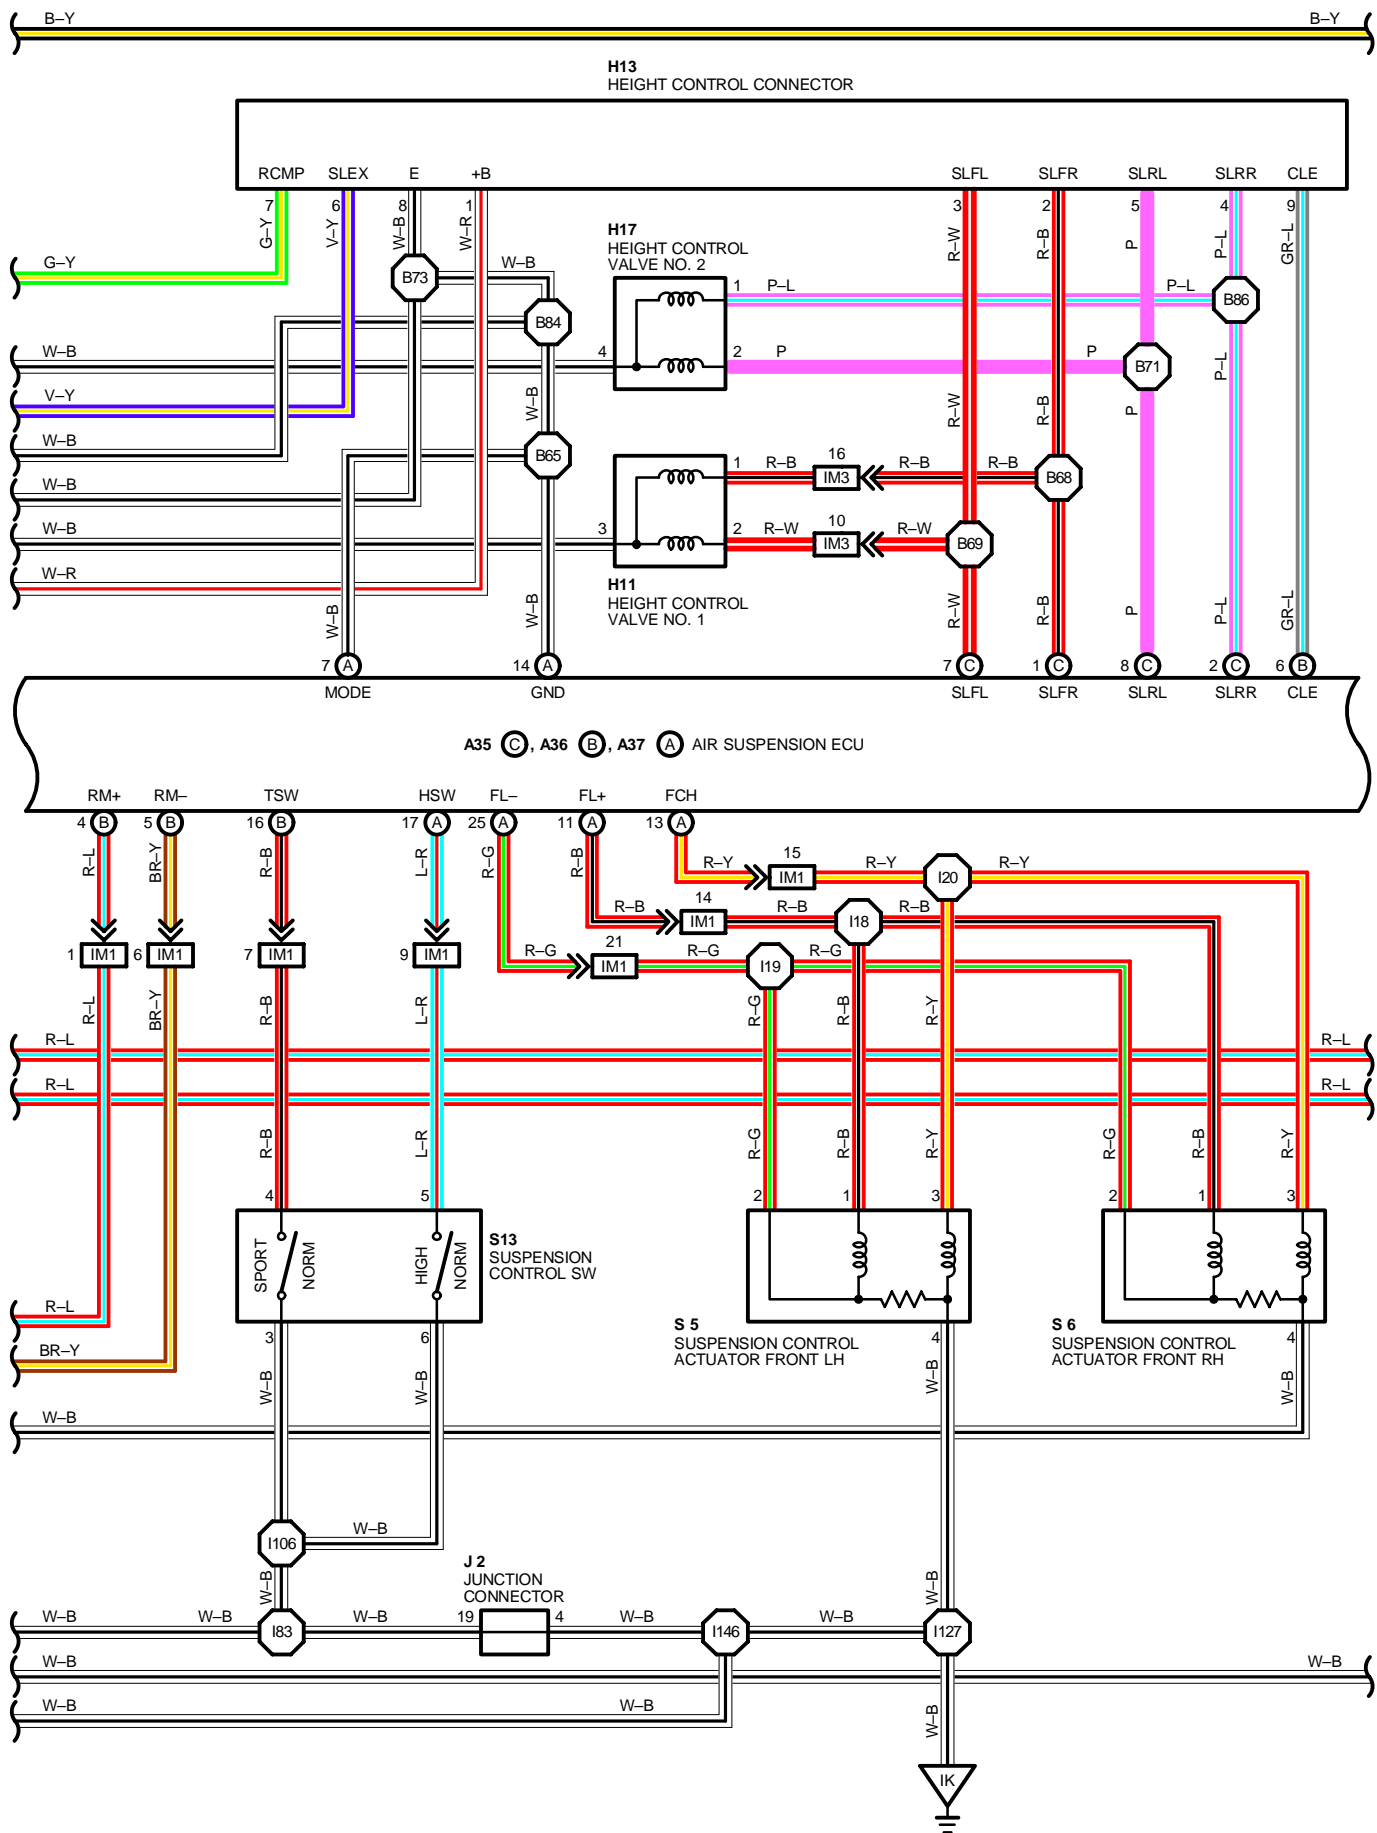 B–Y B–Y
H13
HEIGHT CONTROL CONNECTOR
RCMP SLEX E +B SLFL SLFR SLRL SLRR CLE
7 6 8 1 3 2 5 4 9
G–Y V–Y W–B W–R R–W R–B P P–L GR–L
H17
HEIGHT CONTROL
VALVE NO. 2
G–Y B73 W–B
1 P–L P–L B86
B84
W–B 4 2 P P B71 P–L
V–Y W–B R–W R–B P
W–B B65
1 R–B 16 IM3 R–B R–B B68
W–B
W–B 3 2 R–W 10 IM3 R–W B69
W–R
H11
HEIGHT CONTROL
VALVE NO. 1
W–B W–B R–W R–B P P–L GR–L
7 A 14 A 7 C 1 C 8 C 2 C 6 B
MODE GND SLFL SLFR SLRL SLRR CLE
A35 C , A36 B , A37 A AIR SUSPENSION ECU
RM+ RM– TSW HSW FL– FL+ FCH
4 B 5 B 16 B 17 A 25 A 11 A 13 A
R–L BR–Y R–B L–R R–G R–B
R–Y 15 IM1 R–Y I20 R–Y
R–B 14 IM1 R–B I18 R–B
1 IM1 6 IM1 7 IM1 9 IM1
R–G 21 IM1 R–G I19 R–G
R–L BR–Y R–B L–R R–G R–B R–Y
R–L R–L
R–L R–L
R–B L–R R–G R–B R–Y R–G R–B R–Y
4 5 2 1 3 2 1 3
SPORT NORM HIGH NORM
S13
SUSPENSION
CONTROL SW
R–L
3 6 4 4
S 5
SUSPENSION CONTROL
ACTUATOR FRONT LH
S 6
SUSPENSION CONTROL
ACTUATOR FRONT RH
BR–Y
W–B W–B W–B W–B
W–B
I106 W–B
J 2
JUNCTION
CONNECTOR
W–B W–B
W–B W–B I83 W–B 19 4 W–B I146 W–B I127
W–B W–B
W–B W–B
W–B
IK